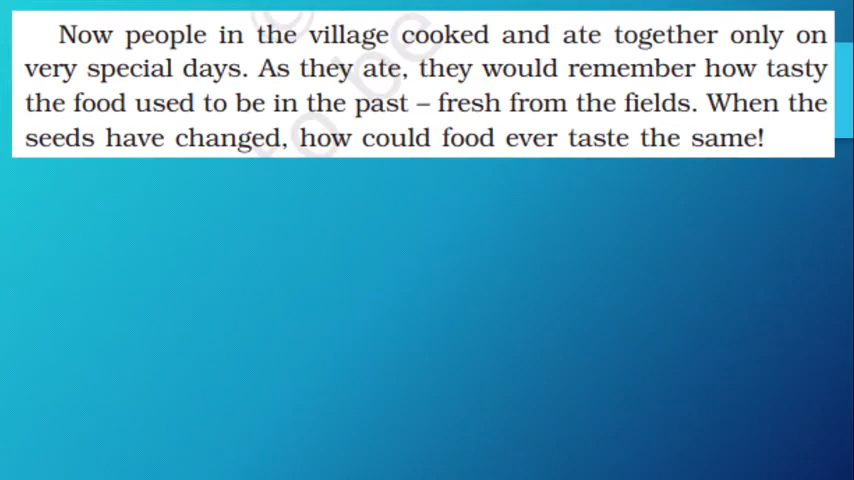 Now people in the village cooked and ate together only on
very special days. As they ate, they would remember how tasty
the food used to be in the past – fresh from the fields. When the
seeds have changed, how could food ever taste the same!
©
to be